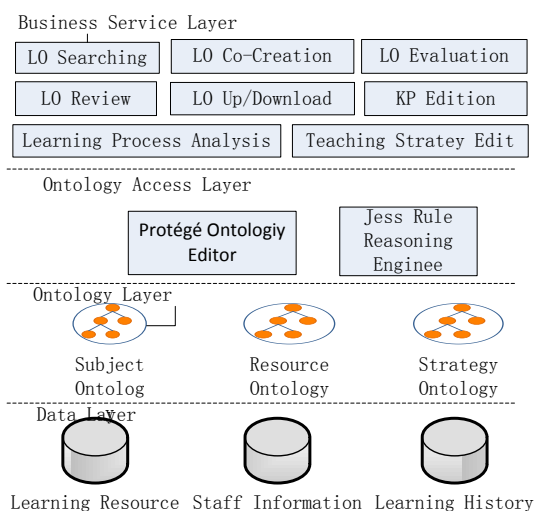 Business Service Layer
LO Searching
LO Co-Creation
LO Evaluation
LO Review
LO Up/Download
KP Edition
Learning Process Analysis
Teaching Stratey Edit
Ontology Access Layer
Protégé Ontologiy
Editor
Jess Rule
Reasoning
Enginee
Ontology Layer
Subject
Ontolog
Resource
Ontology
Strategy
Ontology
Data Layer
Learning Resource
Staff Information
Learning History